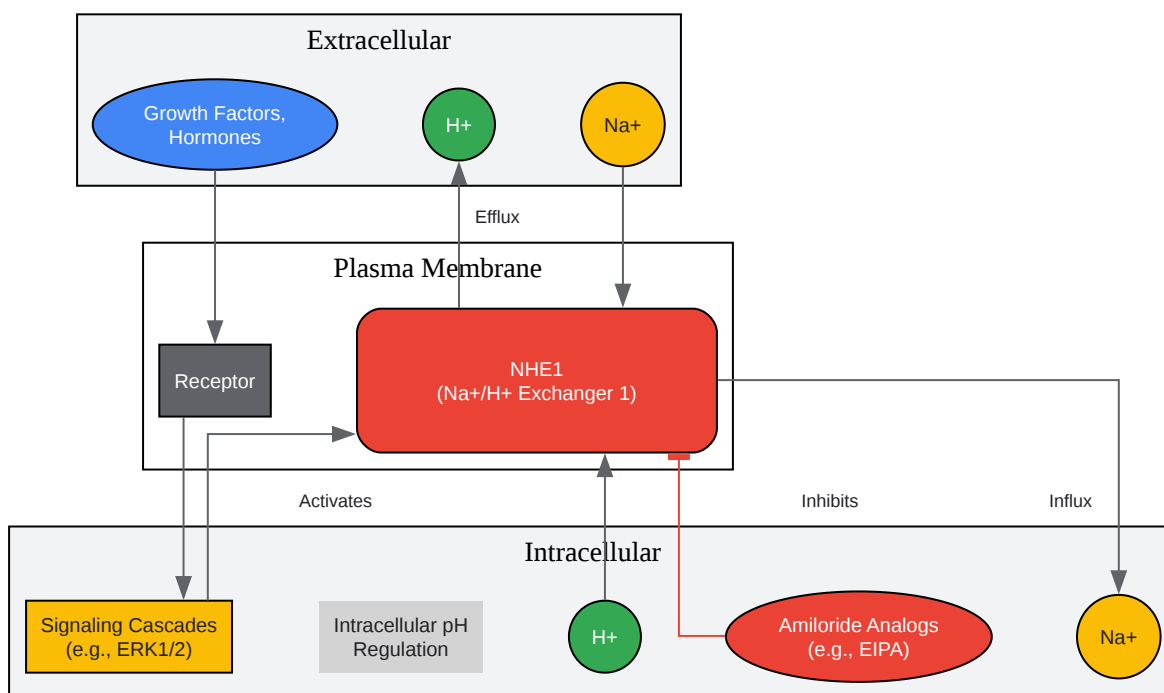 Extracellular
Growth Factors,
Hormones
H+
Na+
Efflux
Plasma Membrane
Receptor
NHE1
(Na+/H+ Exchanger 1)
Activates
Inhibits
Influx
Intracellular
Signaling Cascades
(e.g., ERK1/2)
Intracellular pH
Regulation
H+
Amiloride Analogs
(e.g., EIPA)
Na+